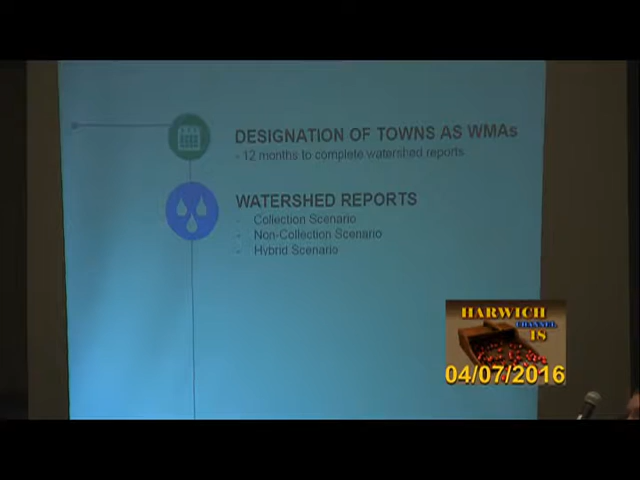 DESIGNATION OF TOWNS AS WMAs
- 12 months to complete watershed reports
WATERSHED REPORTS
- Collection Scenario
- Non-Collection Scenario
- Hybrid Scenario
HARWICH
CHANNEL
18
04/07/2016